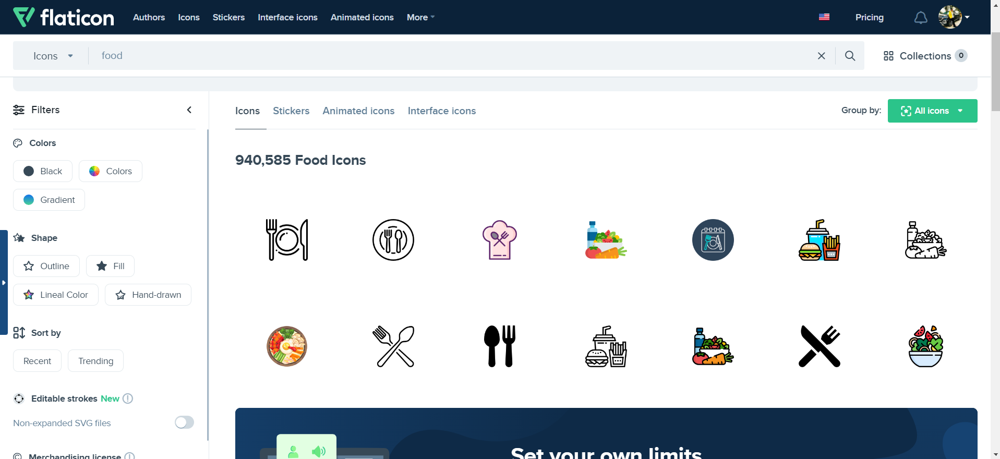 flaticon Authors Icons Stickers Interface icons Animated icons More Pricing
Icons food Collections 0
Filters
Icons Stickers Animated icons Interface icons Group by: All icons
Colors
Black Colors
Gradient
940,585 Food Icons
Shape
Outline Fill
Lineal Color Hand-drawn
Sort by
Recent Trending
Editable strokes New
Non-expanded SVG files
Merchandising license
Set your own limits